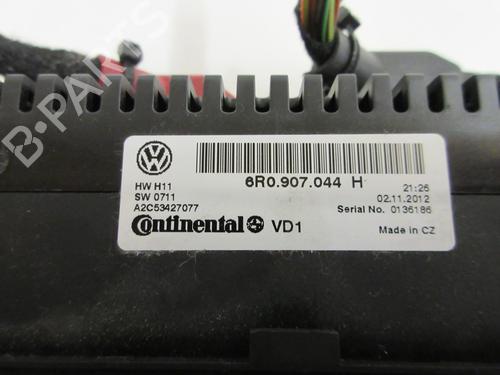 B-PARTS
6R0.907.044 H
HW H11
21:26
SW 0711
02.11.2012
A2C53427077
Serial No. 0136186
Continental VD1
Made in CZ